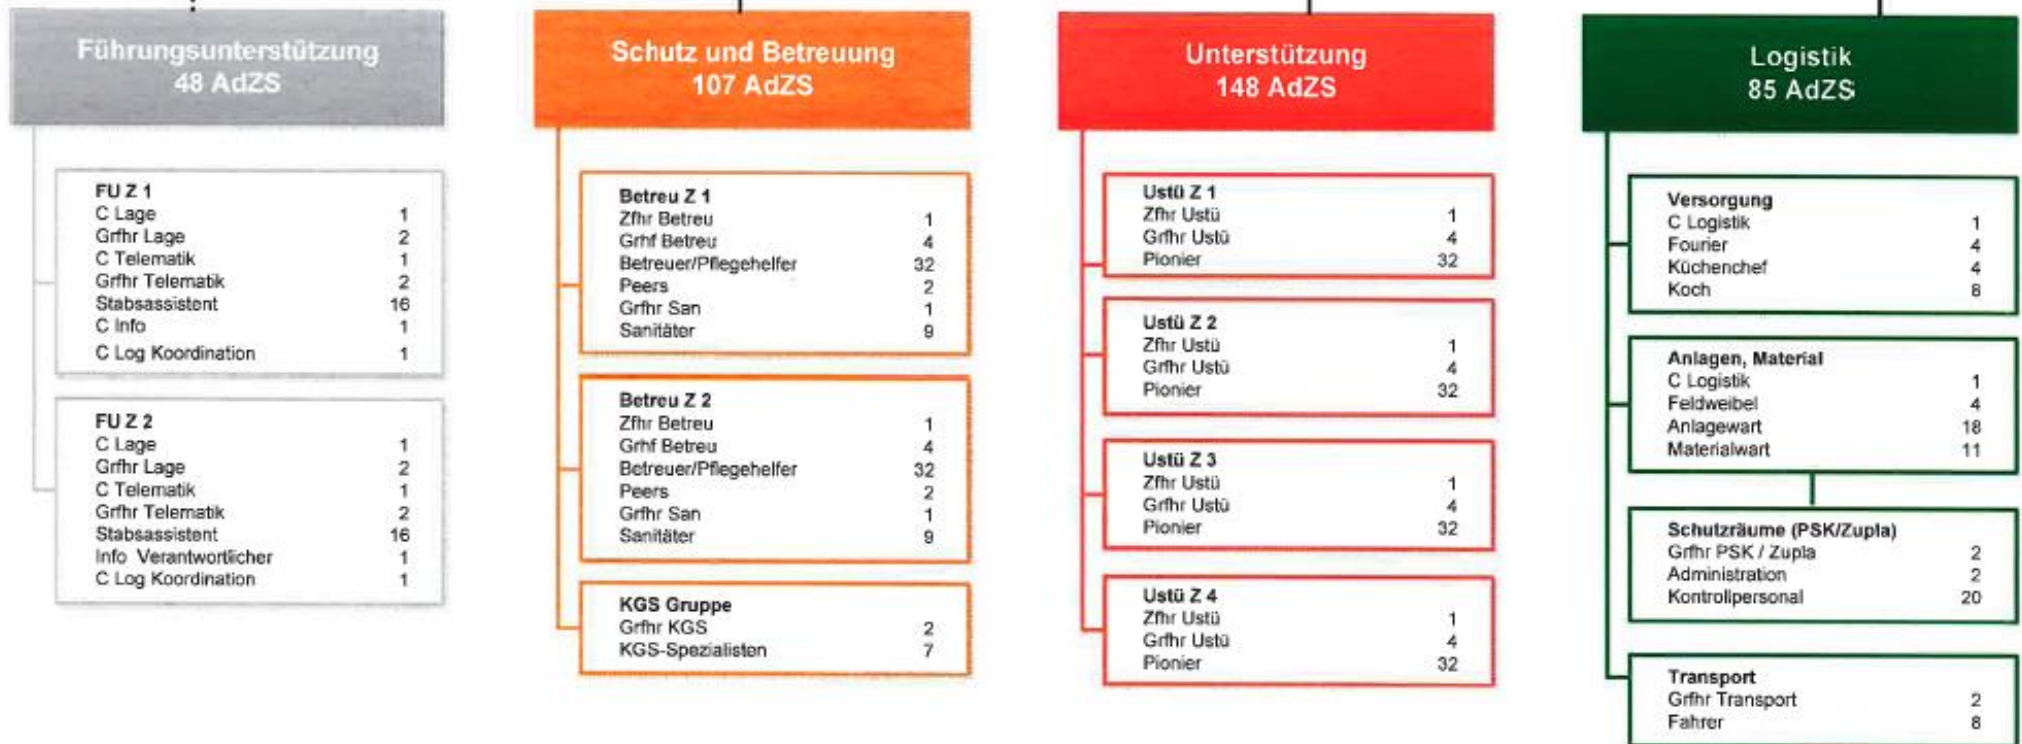 Führungsunterstützung
48 AdZS
FU Z 1
C Lage 1
Grfhr Lage 2
C Telematik 1
Grfhr Telematik 2
Stabsassistent 16
C Info 1
C Log Koordination 1
FU Z 2
C Lage 1
Grfhr Lage 2
C Telematik 1
Grfhr Telematik 2
Stabsassistent 16
Info Verantwortlicher 1
C Log Koordination 1
Schutz und Betreuung
107 AdZS
Betreu Z 1
Zfhr Betreu 1
Grhf Betreu 4
Betreuer/Pflegehelfer 32
Peers 2
Grfhr San 1
Sanitäter 9
Betreu Z 2
Zfhr Betreu 1
Grhf Betreu 4
Betreuer/Pflegehelfer 32
Peers 2
Grfhr San 1
Sanitäter 9
KGS Gruppe
Grfhr KGS 2
KGS-Spezialisten 7
Unterstützung
148 AdZS
Ustü Z 1
Zfhr Ustü 1
Grfhr Ustü 4
Pionier 32
Ustü Z 2
Zfhr Ustü 1
Grfhr Ustü 4
Pionier 32
Ustü Z 3
Zfhr Ustü 1
Grfhr Ustü 4
Pionier 32
Ustü Z 4
Zfhr Ustü 1
Grfhr Ustü 4
Pionier 32
Logistik
85 AdZS
Versorgung
C Logistik 1
Fourier 4
Küchenchef 4
Koch 8
Anlagen, Material
C Logistik 1
Feldweibel 4
Anlagewart 18
Materialwart 11
Schutzräume (PSK/Zupla)
Grfhr PSK / Zupla 2
Administration 2
Kontrollpersonal 20
Transport
Grfhr Transport 2
Fahrer 8